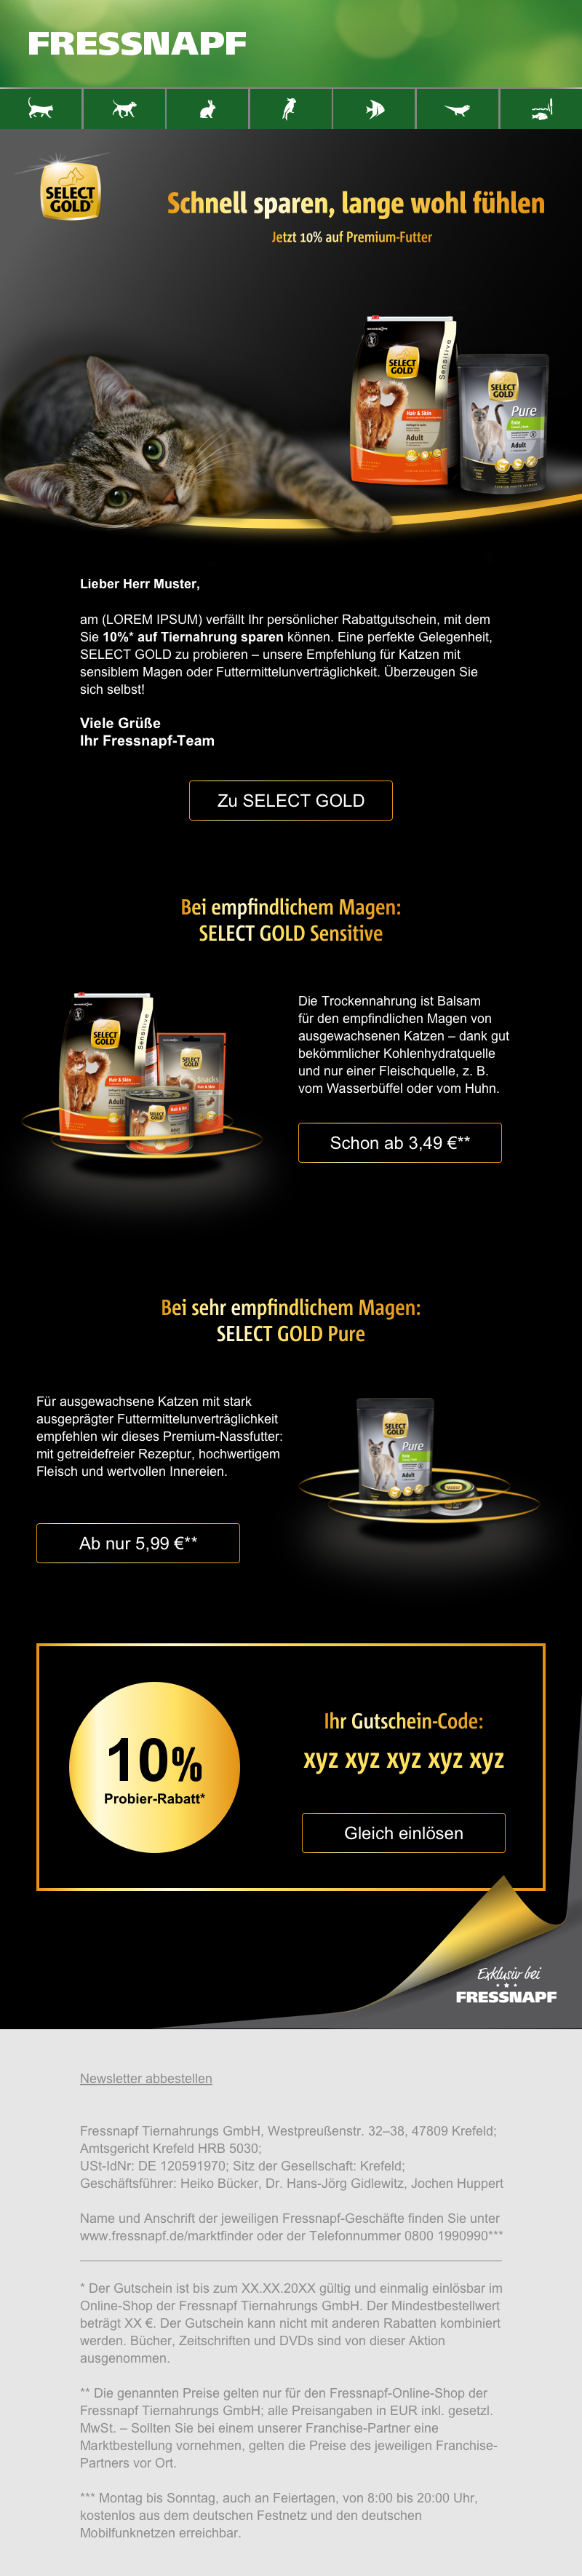 FRESSNAPF
SELECT
GOLD
Schnell sparen, lange wohl fühlen
Jetzt 10% auf Premium-Futter
SELECT
GOLD
Sensitive
Hair & Skin
Adult
SELECT
GOLD
Pure
Adult
Lieber Herr Muster,
am (LOREM IPSUM) verfällt Ihr persönlicher Rabattgutschein, mit dem
Sie 10%* auf Tiernahrung sparen können. Eine perfekte Gelegenheit,
SELECT GOLD zu probieren – unsere Empfehlung für Katzen mit
sensiblem Magen oder Futtermittelunverträglichkeit. Überzeugen Sie
sich selbst!
Viele Grüße
Ihr Fressnapf-Team
Zu SELECT GOLD
Bei empfindlichem Magen:
SELECT GOLD Sensitive
SELECT
GOLD
Sensitive
Hair & Skin
Adult
SELECT
GOLD
Snacks
Hair & Skin
SELECT
GOLD
Adult
Die Trockennahrung ist Balsam
für den empfindlichen Magen von
ausgewachsenen Katzen – dank gut
bekömmlicher Kohlenhydratquelle
und nur einer Fleischquelle, z. B.
vom Wasserbüffel oder vom Huhn.
Schon ab 3,49 €**
Bei sehr empfindlichem Magen:
SELECT GOLD Pure
Für ausgewachsene Katzen mit stark
ausgeprägter Futtermittelunverträglichkeit
empfehlen wir dieses Premium-Nassfutter:
mit getreidefreier Rezeptur, hochwertigem
Fleisch und wertvollen Innereien.
Ab nur 5,99 €**
SELECT
GOLD
Pure
Adult
10%
Probier-Rabatt*
Ihr Gutschein-Code:
xyz xyz xyz xyz xyz
Gleich einlösen
Exklusiv bei
FRESSNAPF
Newsletter abbestellen
Fressnapf Tiernahrungs GmbH, Westpreußenstr. 32–38, 47809 Krefeld;
Amtsgericht Krefeld HRB 5030;
USt-IdNr: DE 120591970; Sitz der Gesellschaft: Krefeld;
Geschäftsführer: Heiko Bücker, Dr. Hans-Jörg Gidlewitz, Jochen Huppert
Name und Anschrift der jeweiligen Fressnapf-Geschäfte finden Sie unter
www.fressnapf.de/marktfinder oder der Telefonnummer 0800 1990990***
* Der Gutschein ist bis zum XX.XX.20XX gültig und einmalig einlösbar im
Online-Shop der Fressnapf Tiernahrungs GmbH. Der Mindestbestellwert
beträgt XX €. Der Gutschein kann nicht mit anderen Rabatten kombiniert
werden. Bücher, Zeitschriften und DVDs sind von dieser Aktion
ausgenommen.
** Die genannten Preise gelten nur für den Fressnapf-Online-Shop der
Fressnapf Tiernahrungs GmbH; alle Preisangaben in EUR inkl. gesetzl.
MwSt. – Sollten Sie bei einem unserer Franchise-Partner eine
Marktbestellung vornehmen, gelten die Preise des jeweiligen Franchise-
Partners vor Ort.
*** Montag bis Sonntag, auch an Feiertagen, von 8:00 bis 20:00 Uhr,
kostenlos aus dem deutschen Festnetz und den deutschen
Mobilfunknetzen erreichbar.